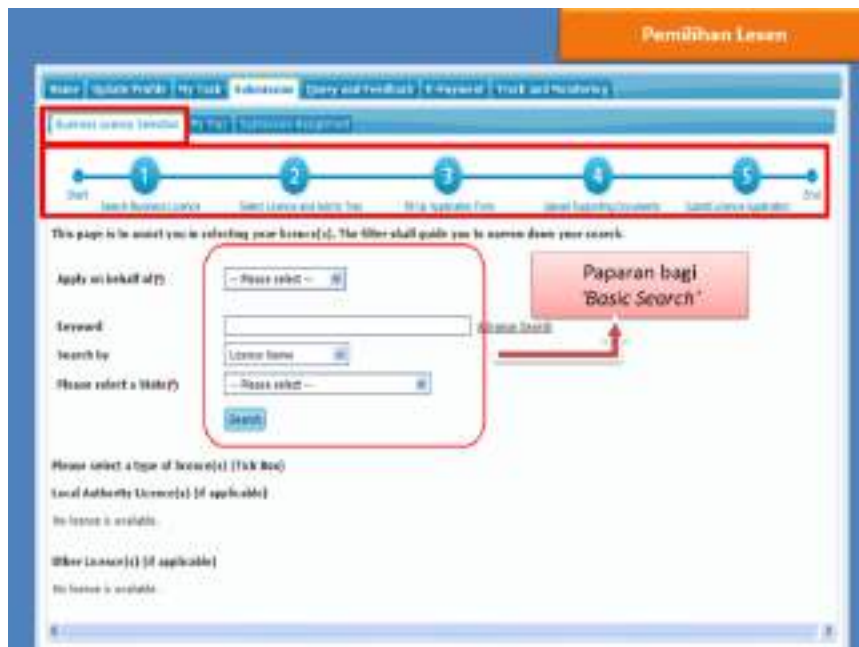 Pemilihan Lesen
Home Update Profile My Task Submission Query and Feedback E-Payment Track and Monitoring
Business Licence Selection My Tray Submission Assignment
1 2 3 4 5
Start Search Business Licence Select Licence and Add to Tray Fill Up Application Form Upload Supporting Documents Submit Licence Application End
This page is to assist you in selecting your licence(s). The filter shall guide you to narrow down your search.
Apply on behalf of(*) -- Please select --
Paparan bagi
'Basic Search'
Keyword Advance Search
Search by Licence Name
Please select a State(*) -- Please select --
Search
Please select a type of licence(s) (Tick Box)
Local Authority Licence(s) (if applicable)
No licence is available.
Other Licence(s) (if applicable)
No licence is available.